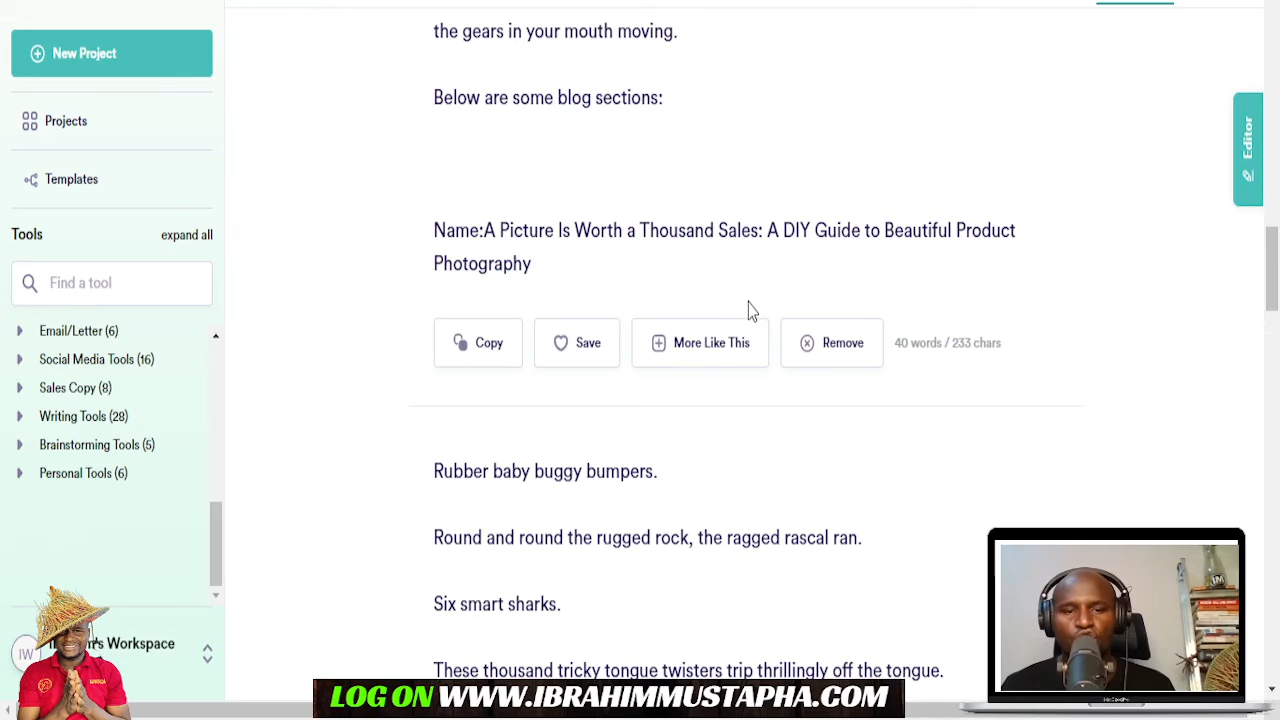 the gears in your mouth moving.
New Project
Below are some blog sections:
Projects
Editor
Templates
Tools
expand all
Name:A Picture Is Worth a Thousand Sales: A DIY Guide to Beautiful Product
Photography
Find a tool
Email/Letter (6)
Copy
Save
More Like This
Remove
40 words / 233 chars
Social Media Tools (16)
Sales Copy (8)
Writing Tools (28)
Brainstorming Tools (5)
Personal Tools (6)
Rubber baby buggy bumpers.
Round and round the rugged rock, the ragged rascal ran.
Six smart sharks.
These thousand tricky tongue twisters trip thrillingly off the tongue.
IW
Workspace
LOG ON WWW.IBRAHIMMUSTAPHA.COM